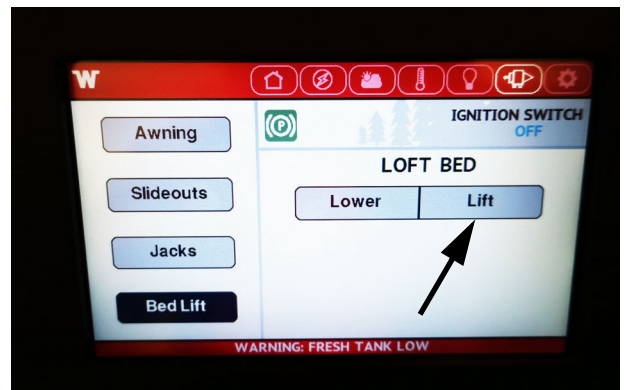 W
IGNITION SWITCH
OFF
(P)
Awning
Slideouts
Jacks
Bed Lift
LOFT BED
Lower Lift
WARNING: FRESH TANK LOW